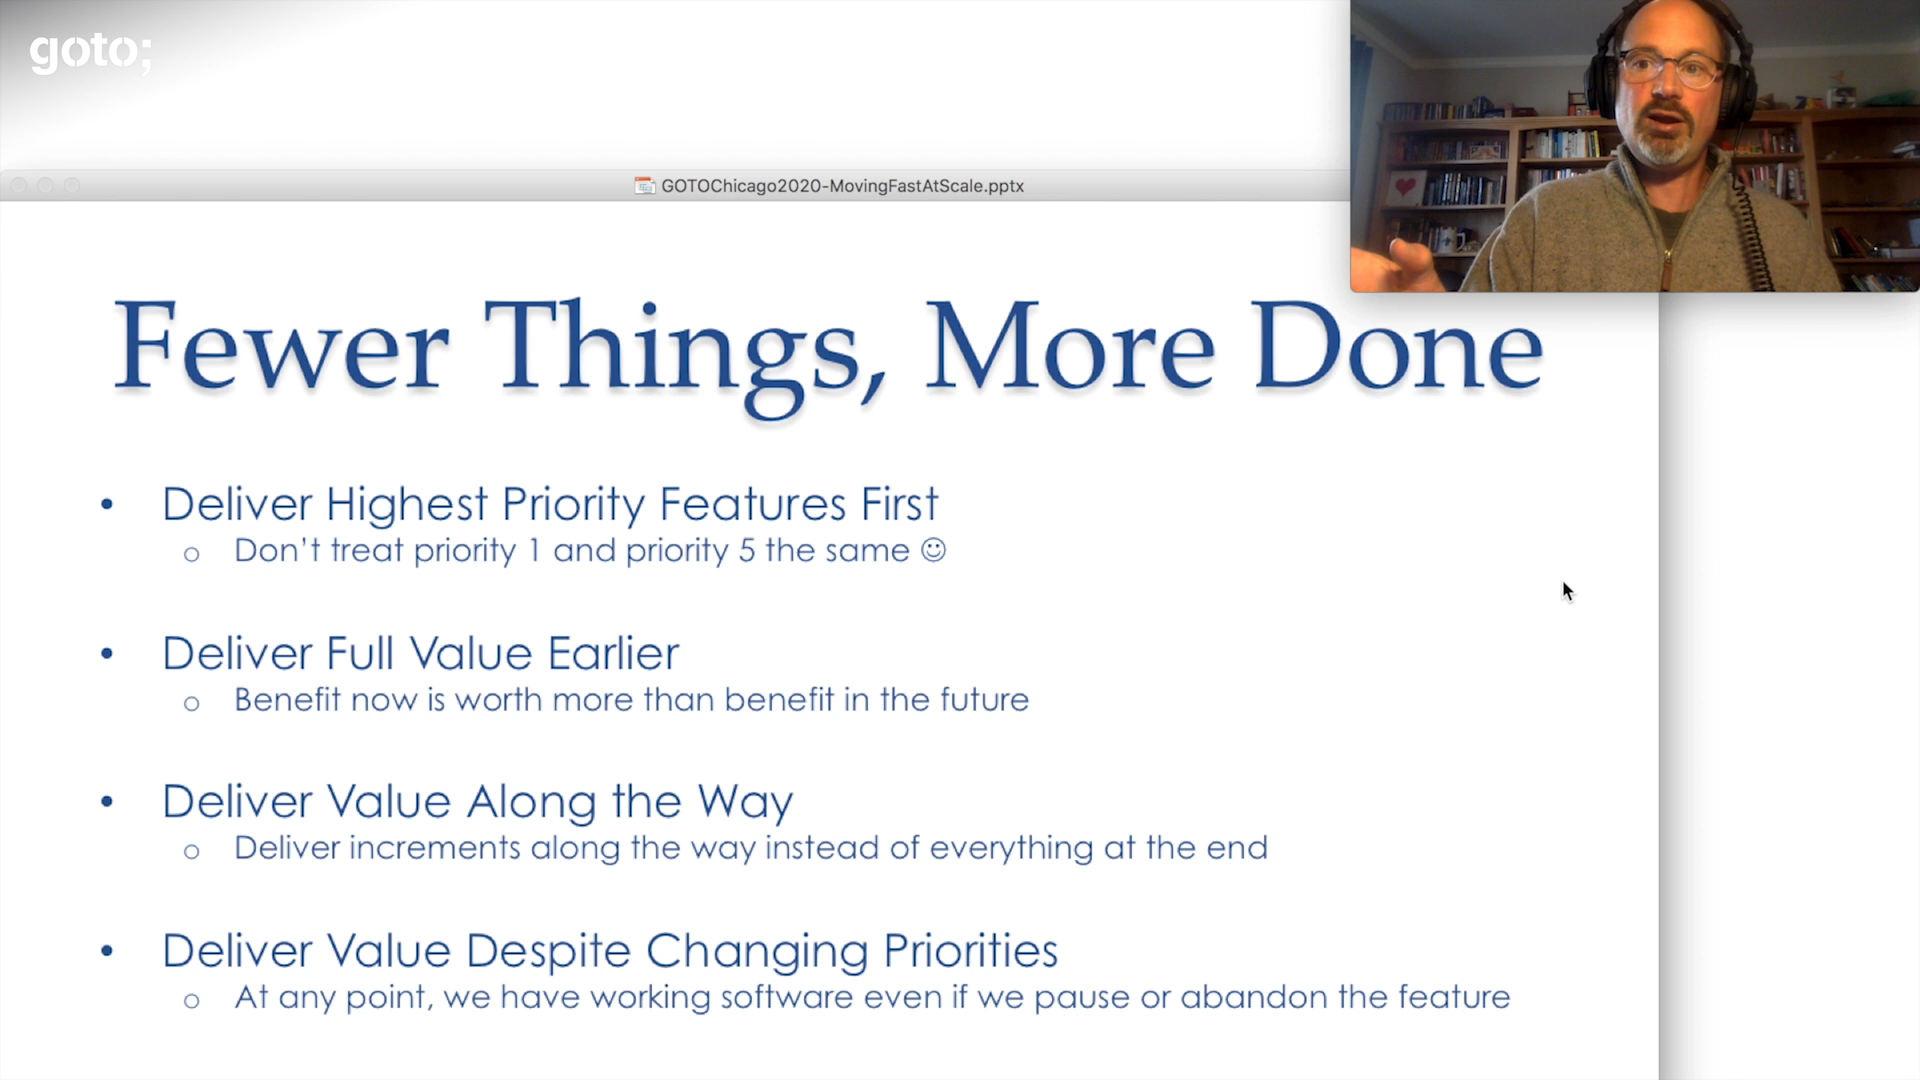 goto;
GOTOChicago2020-MovingFastAtScale.pptx
Fewer Things, More Done
• Deliver Highest Priority Features First
o Don't treat priority 1 and priority 5 the same ☺
• Deliver Full Value Earlier
o Benefit now is worth more than benefit in the future
• Deliver Value Along the Way
o Deliver increments along the way instead of everything at the end
• Deliver Value Despite Changing Priorities
o At any point, we have working software even if we pause or abandon the feature